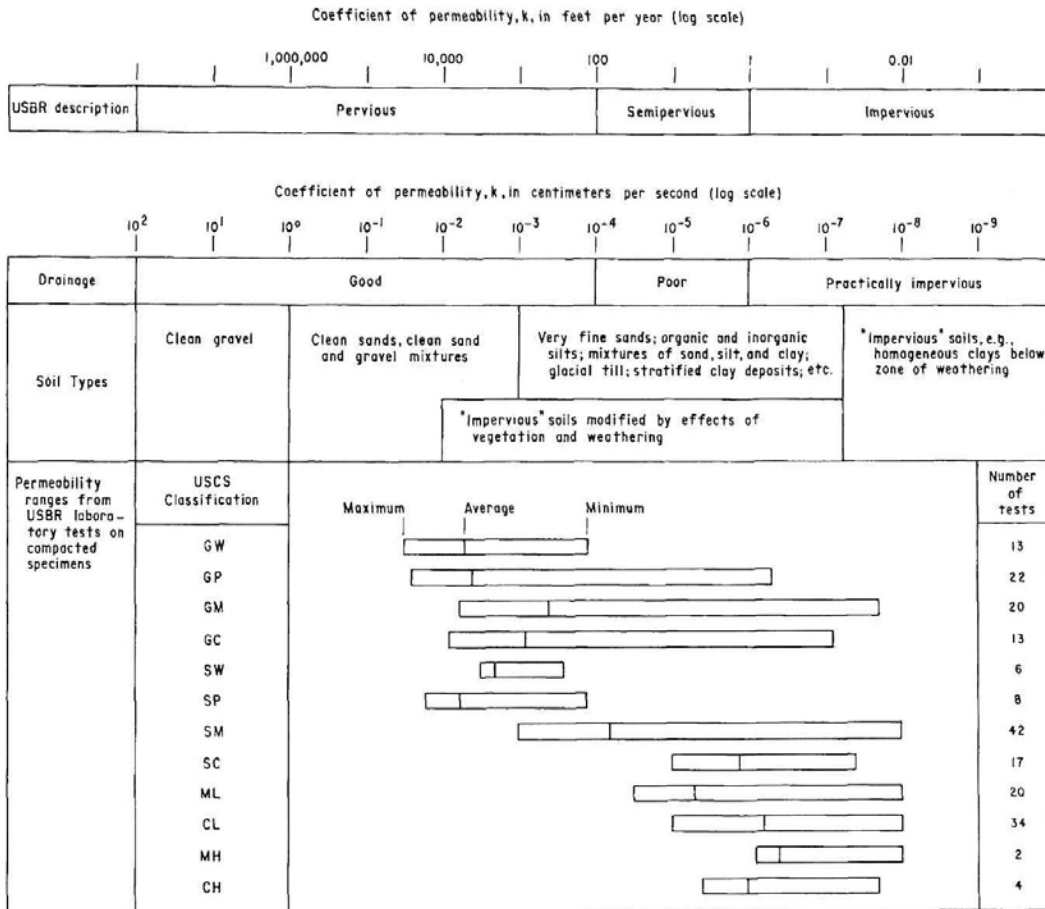 Coefficient of permeability, k, in feet per year (log scale)
1,000,000 10,000 100 1 0.01
USBR description Pervious Semipervious Impervious
Coefficient of permeability, k, in centimeters per second (log scale)
10² 10¹ 10⁰ 10⁻¹ 10⁻² 10⁻³ 10⁻⁴ 10⁻⁵ 10⁻⁶ 10⁻⁷ 10⁻⁸ 10⁻⁹
Drainage Good Poor Practically impervious
Soil Types
Clean gravel
Clean sands, clean sand
and gravel mixtures
Very fine sands; organic and inorganic
silts; mixtures of sand, silt, and clay;
glacial till; stratified clay deposits; etc.
"Impervious" soils, e.g.,
homogeneous clays below
zone of weathering
"Impervious" soils modified by effects of
vegetation and weathering
Permeability
ranges from
USBR labora-
tory tests on
compacted
specimens
USCS
Classification
Maximum Average Minimum
Number
of
tests
GW 13
GP 22
GM 20
GC 13
SW 6
SP 8
SM 42
SC 17
ML 20
CL 34
MH 2
CH 4